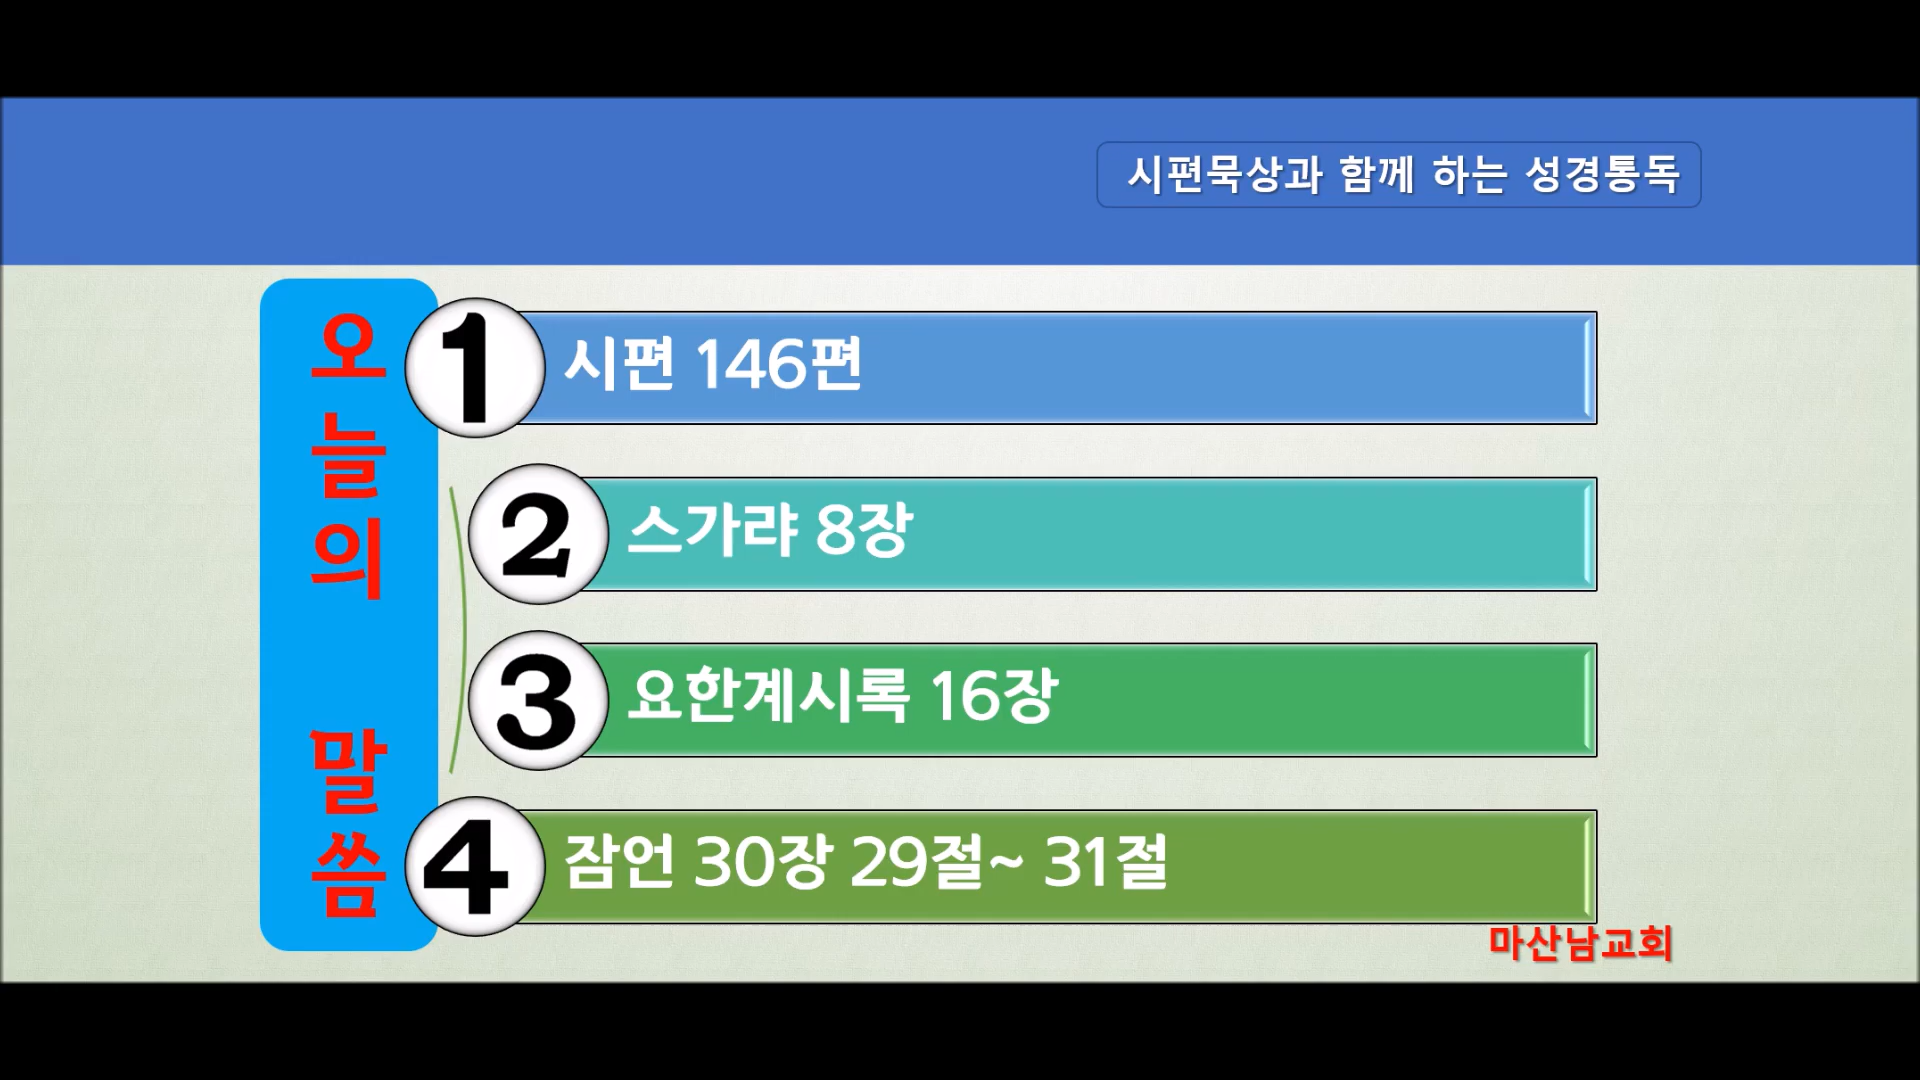 시편묵상과 함께 하는 성경통독
오늘의 말씀
1 시편 146편
2 스가랴 8장
3 요한계시록 16장
4 잠언 30장 29절~ 31절
마산남교회